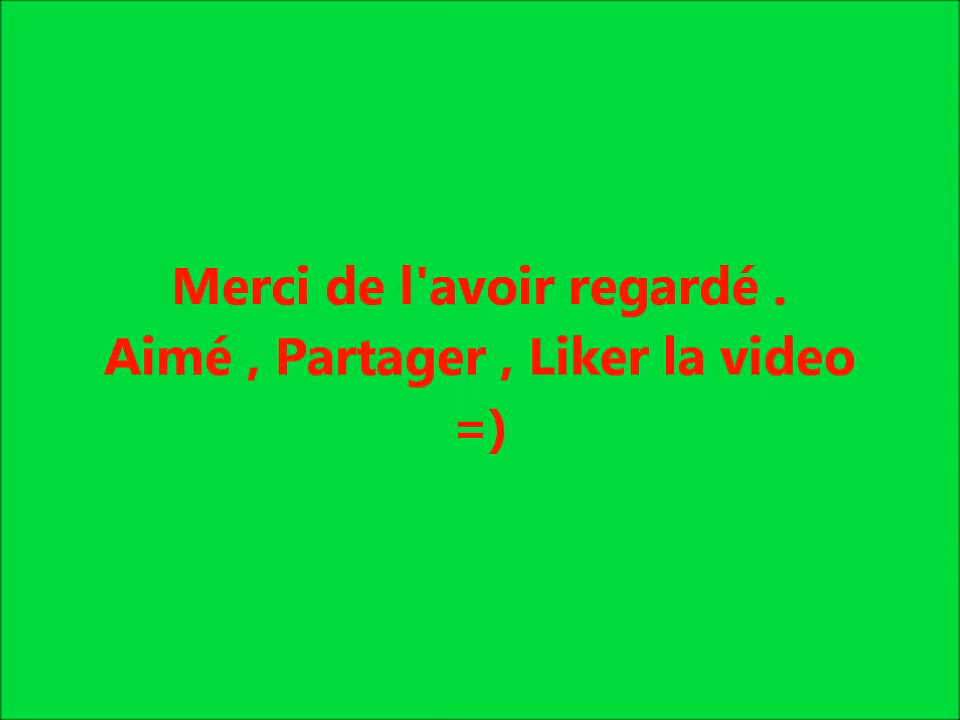 Merci de l'avoir regardé .
Aimé , Partager , Liker la video
=)